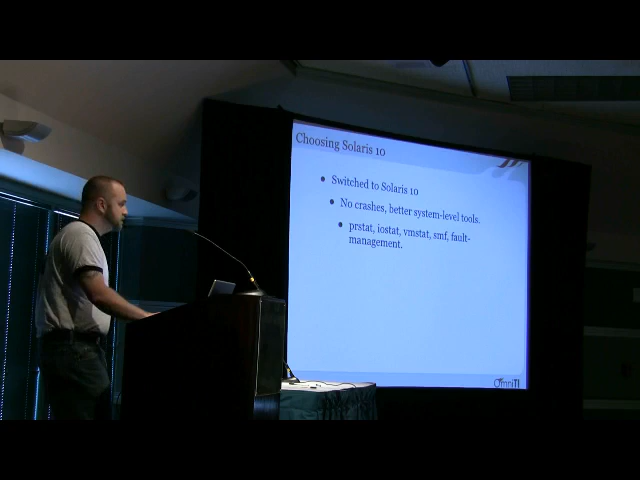 Choosing Solaris 10
Switched to Solaris 10
No crashes, better system-level tools.
prstat, iostat, vmstat, smf, fault-
management.
OmniTI